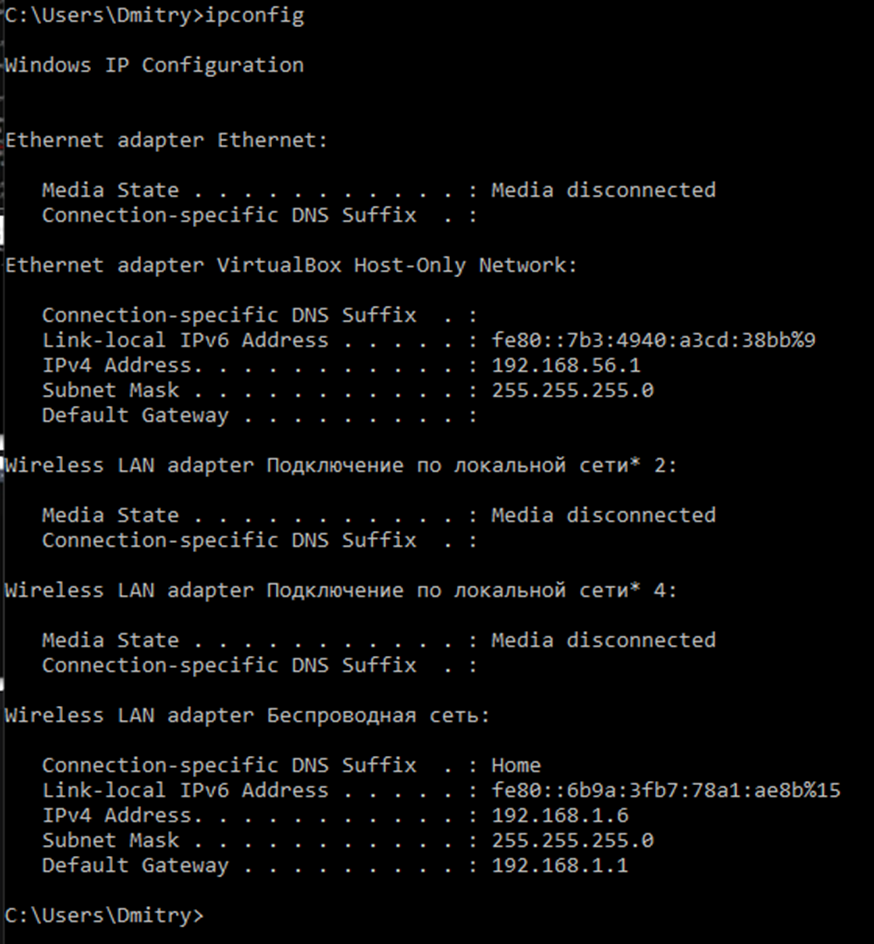 C:\Users\Dmitry>ipconfig
Windows IP Configuration
Ethernet adapter Ethernet:
Media State . . . . . . . . . . . : Media disconnected
Connection-specific DNS Suffix  . :
Ethernet adapter VirtualBox Host-Only Network:
Connection-specific DNS Suffix  . :
Link-local IPv6 Address . . . . . : fe80::7b3:4940:a3cd:38bb%9
IPv4 Address. . . . . . . . . . . : 192.168.56.1
Subnet Mask . . . . . . . . . . . : 255.255.255.0
Default Gateway . . . . . . . . . :
Wireless LAN adapter Подключение по локальной сети* 2:
Media State . . . . . . . . . . . : Media disconnected
Connection-specific DNS Suffix  . :
Wireless LAN adapter Подключение по локальной сети* 4:
Media State . . . . . . . . . . . : Media disconnected
Connection-specific DNS Suffix  . :
Wireless LAN adapter Беспроводная сеть:
Connection-specific DNS Suffix  . : Home
Link-local IPv6 Address . . . . . : fe80::6b9a:3fb7:78a1:ae8b%15
IPv4 Address. . . . . . . . . . . : 192.168.1.6
Subnet Mask . . . . . . . . . . . : 255.255.255.0
Default Gateway . . . . . . . . . : 192.168.1.1
C:\Users\Dmitry>